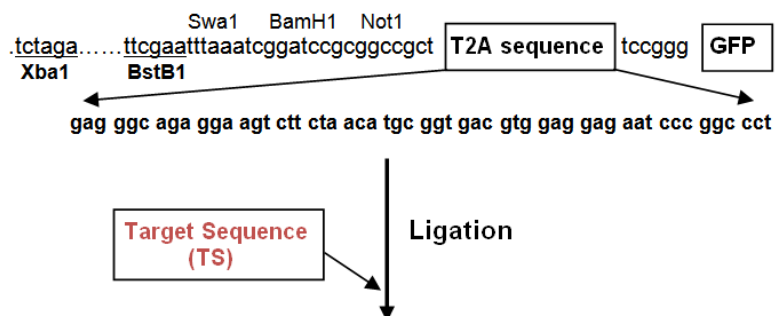 Swa1 BamH1 Not1
.tctaga……ttcgaatttaaatcggatccgcggccgct T2A sequence tccggg GFP
Xba1 BstB1
gag ggc aga gga agt ctt cta aca tgc ggt gac gtg gag gag aat ccc ggc cct
Target Sequence
(TS)
Ligation